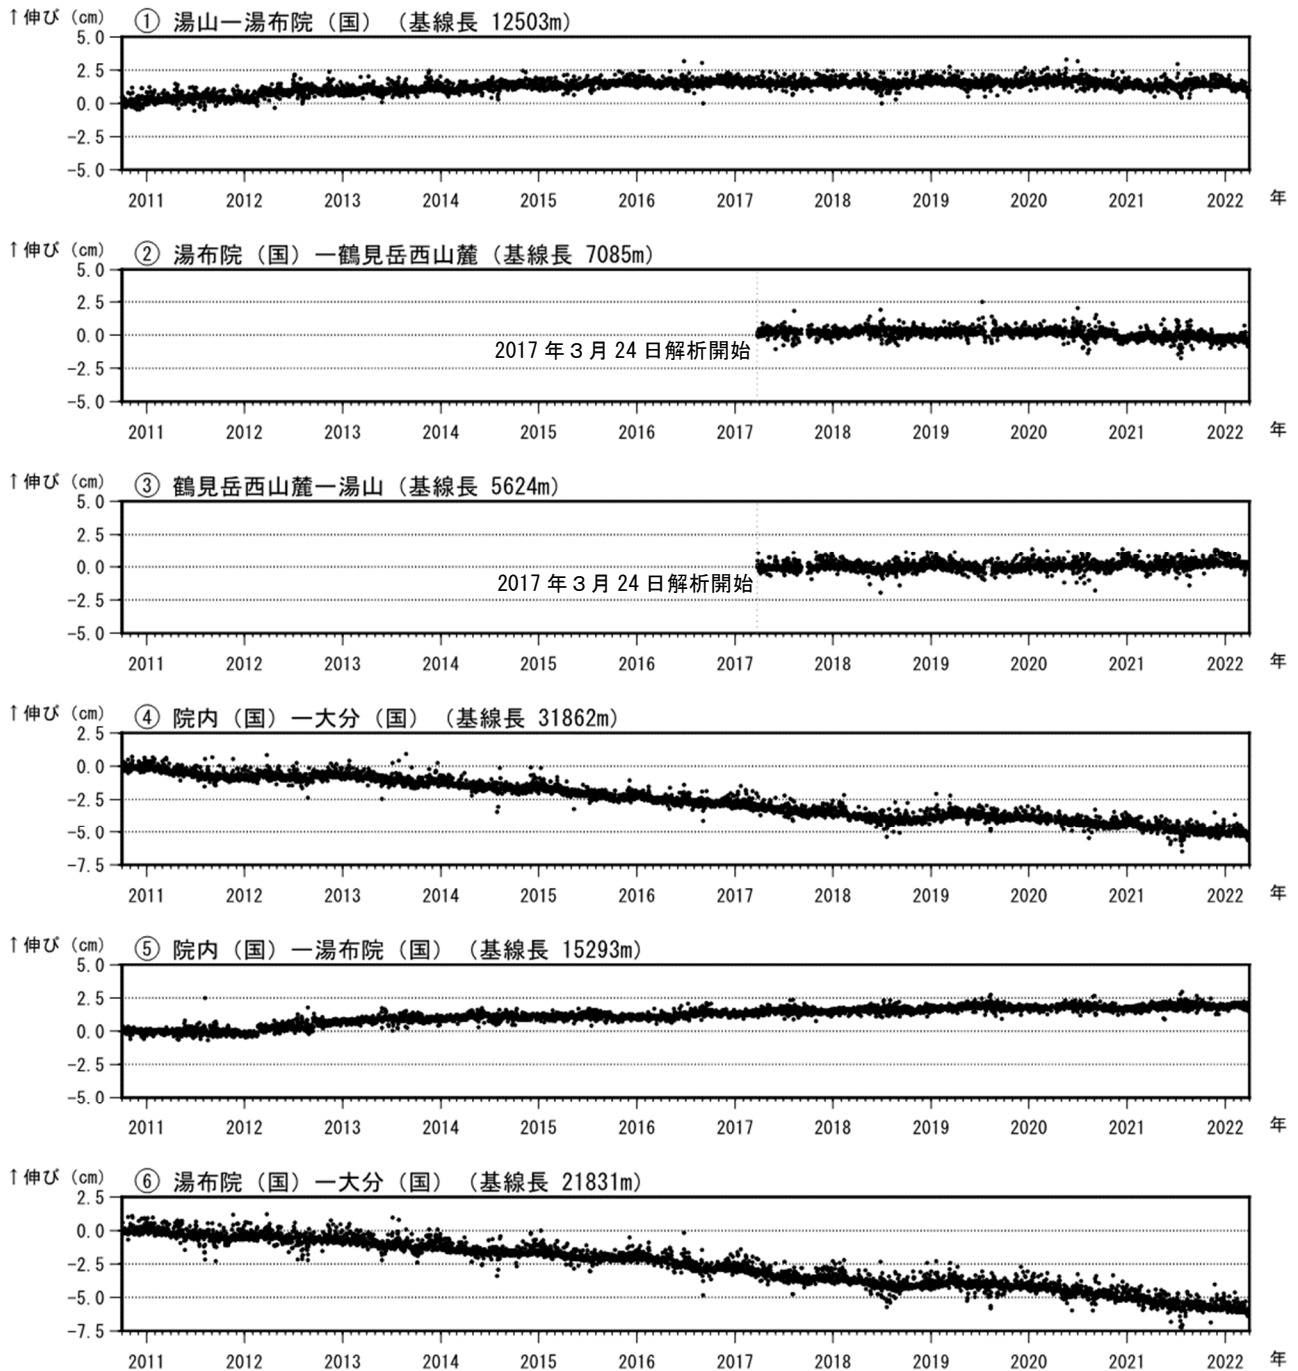 ↑伸び (cm) ① 湯山ー湯布院（国）（基線長 12503m）
5.0
2.5
0.0
-2.5
-5.0
2011 2012 2013 2014 2015 2016 2017 2018 2019 2020 2021 2022 年
↑伸び (cm) ② 湯布院（国）ー鶴見岳西山麓（基線長 7085m）
5.0
2.5
0.0
2017 年３月 24 日解析開始
-2.5
-5.0
2011 2012 2013 2014 2015 2016 2017 2018 2019 2020 2021 2022 年
↑伸び (cm) ③ 鶴見岳西山麓ー湯山（基線長 5624m）
5.0
2.5
0.0
2017 年３月 24 日解析開始
-2.5
-5.0
2011 2012 2013 2014 2015 2016 2017 2018 2019 2020 2021 2022 年
↑伸び (cm) ④ 院内（国）ー大分（国）（基線長 31862m）
2.5
0.0
-2.5
-5.0
-7.5
2011 2012 2013 2014 2015 2016 2017 2018 2019 2020 2021 2022 年
↑伸び (cm) ⑤ 院内（国）ー湯布院（国）（基線長 15293m）
5.0
2.5
0.0
-2.5
-5.0
2011 2012 2013 2014 2015 2016 2017 2018 2019 2020 2021 2022 年
↑伸び (cm) ⑥ 湯布院（国）ー大分（国）（基線長 21831m）
2.5
0.0
-2.5
-5.0
-7.5
2011 2012 2013 2014 2015 2016 2017 2018 2019 2020 2021 2022 年